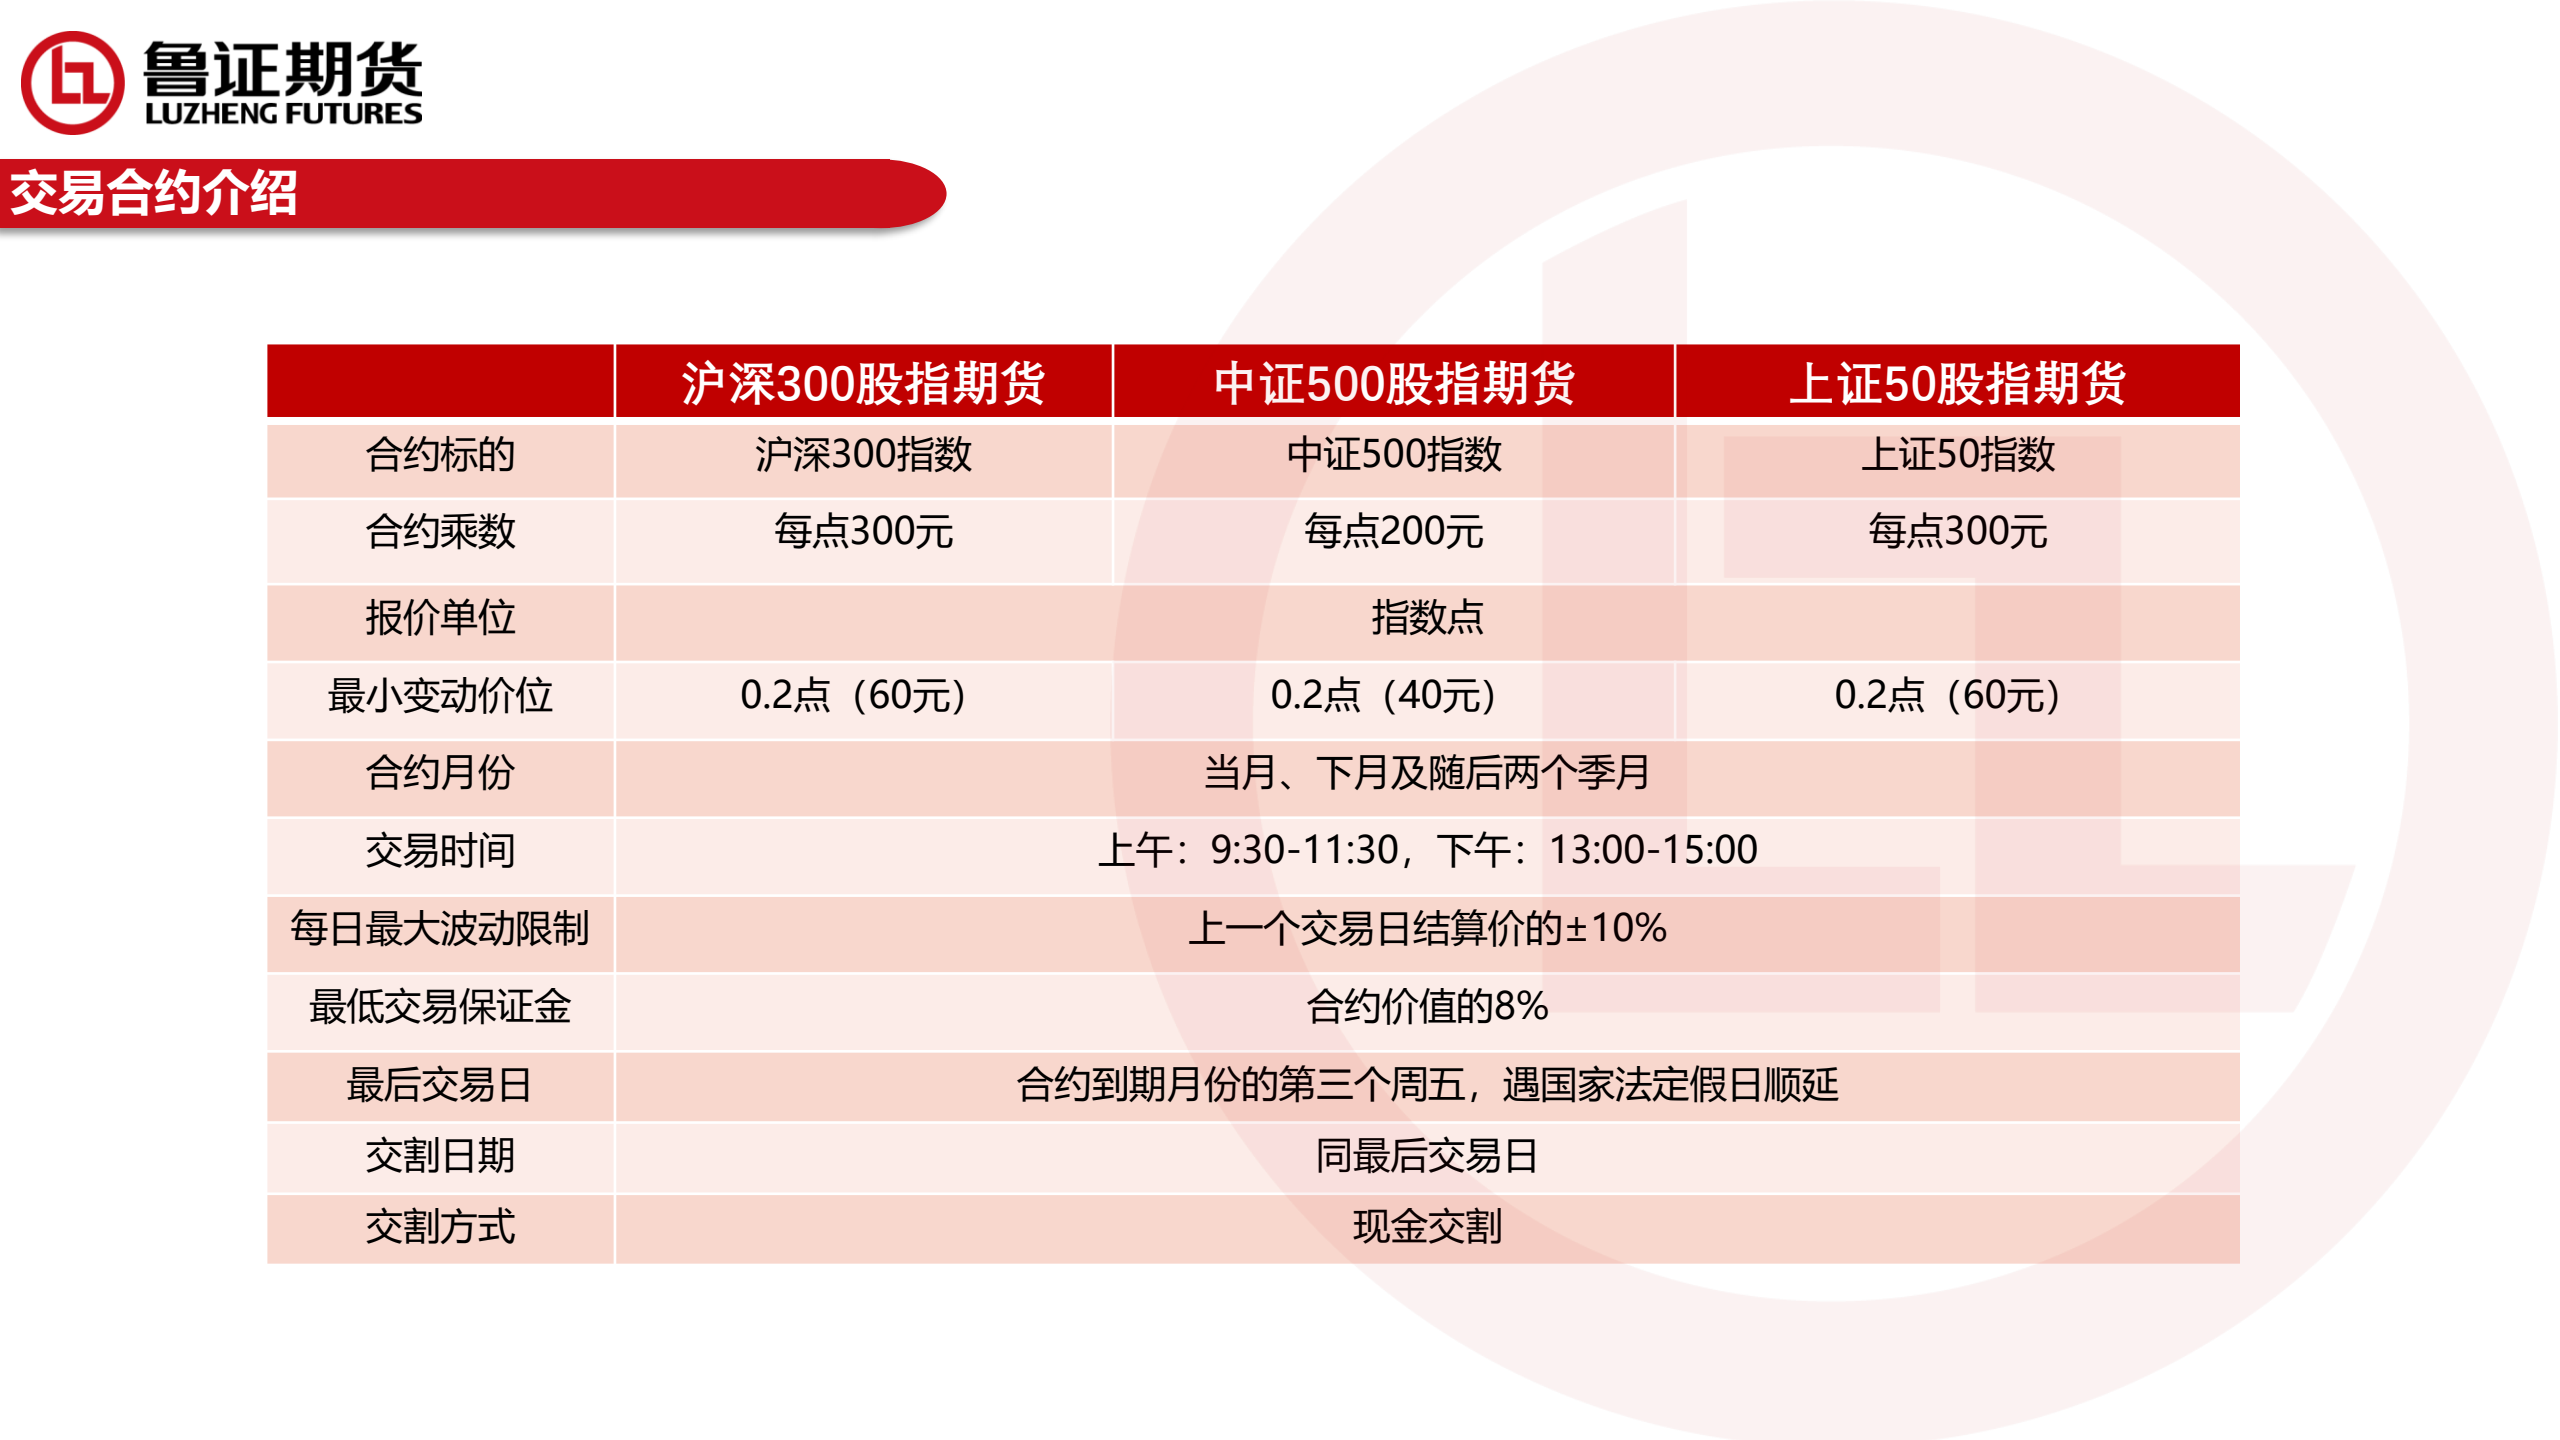 鲁证期货
LUZHENG FUTURES
交易合约介绍
沪深300股指期货 中证500股指期货 上证50股指期货
合约标的 沪深300指数 中证500指数 上证50指数
合约乘数 每点300元 每点200元 每点300元
报价单位 指数点
最小变动价位 0.2点（60元） 0.2点（40元） 0.2点（60元）
合约月份 当月、下月及随后两个季月
交易时间 上午：9:30-11:30，下午：13:00-15:00
每日最大波动限制 上一个交易日结算价的±10%
最低交易保证金 合约价值的8%
最后交易日 合约到期月份的第三个周五，遇国家法定假日顺延
交割日期 同最后交易日
交割方式 现金交割